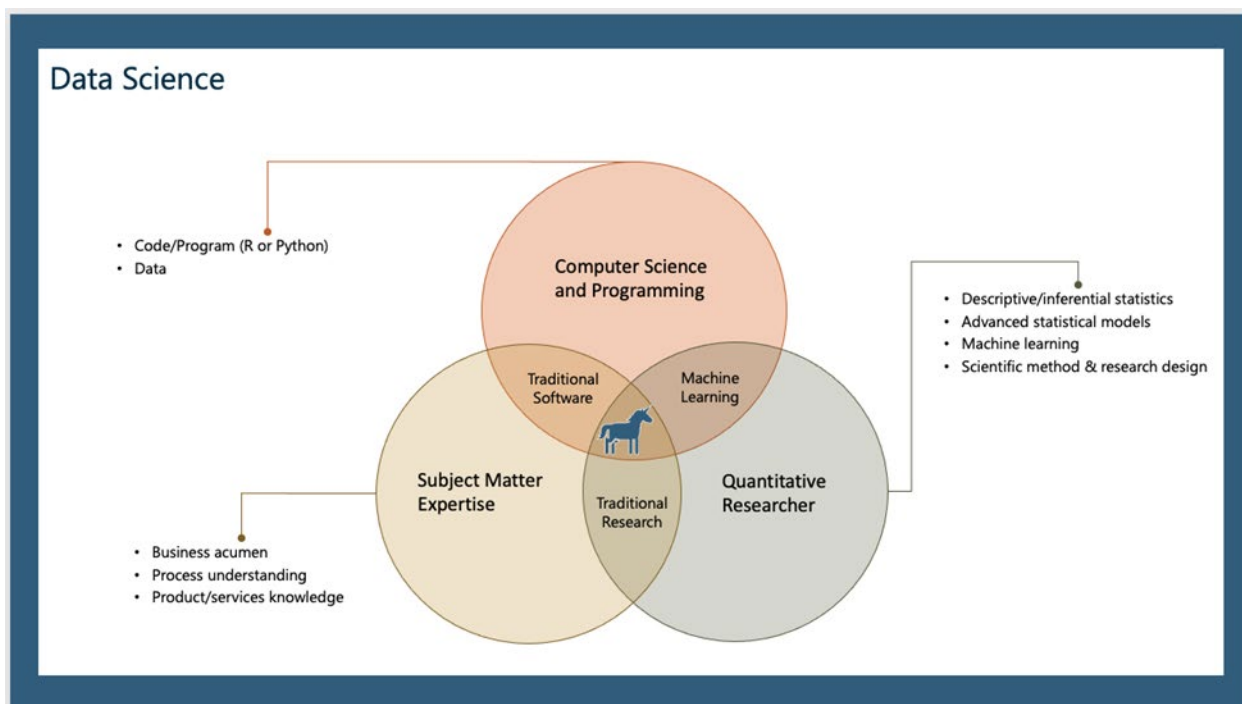 Data Science
• Code/Program (R or Python)
• Data
Computer Science
and Programming
• Descriptive/inferential statistics
• Advanced statistical models
• Machine learning
• Scientific method & research design
Traditional
Software
Machine
Learning
Subject Matter
Expertise
Quantitative
Researcher
Traditional
Research
• Business acumen
• Process understanding
• Product/services knowledge